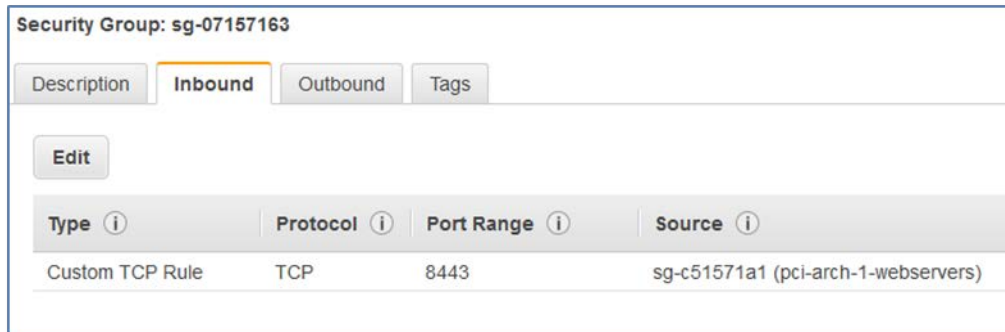 Security Group: sg-07157163
Description Inbound Outbound Tags
Edit
Type i Protocol i Port Range i Source i
Custom TCP Rule TCP 8443 sg-c51571a1 (pci-arch-1-webservers)